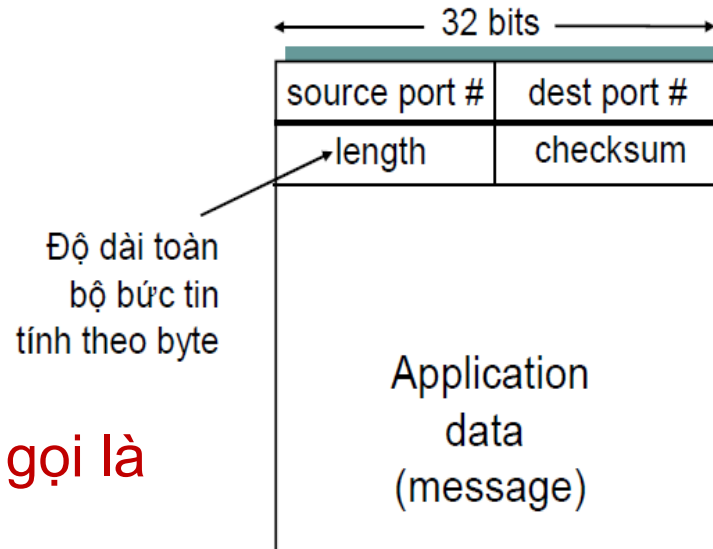 32 bits
source port # dest port #
length checksum
Độ dài toàn
bộ bức tin
tính theo byte
Application
data
(message)
gọi là